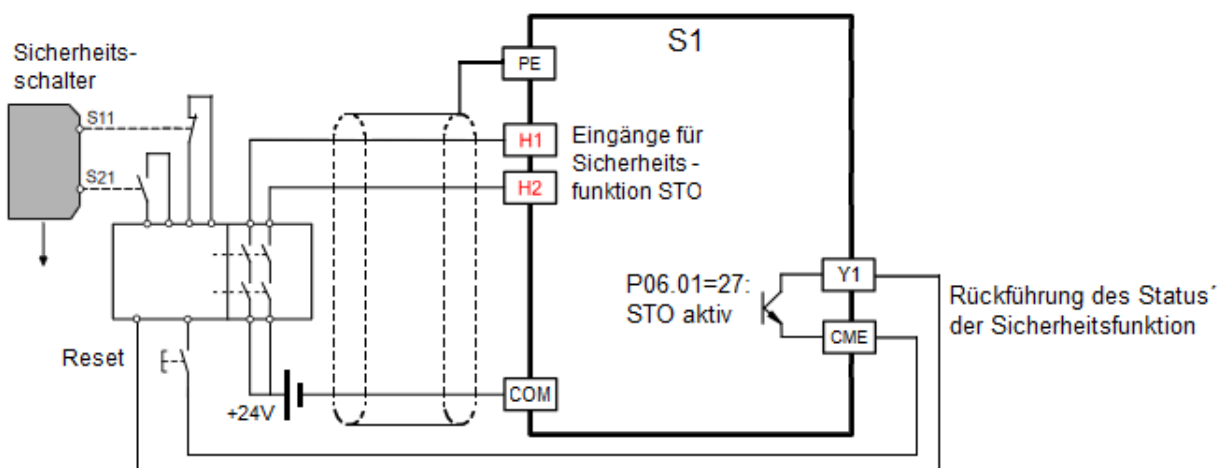 S1
Sicherheits-
schalter
PE
S11
H1
Eingänge für
Sicherheits -
funktion STO
S21
H2
P06.01=27:
STO aktiv
Y1
Rückführung des Status´
der Sicherheitsfunktion
CME
Reset
COM
+24V